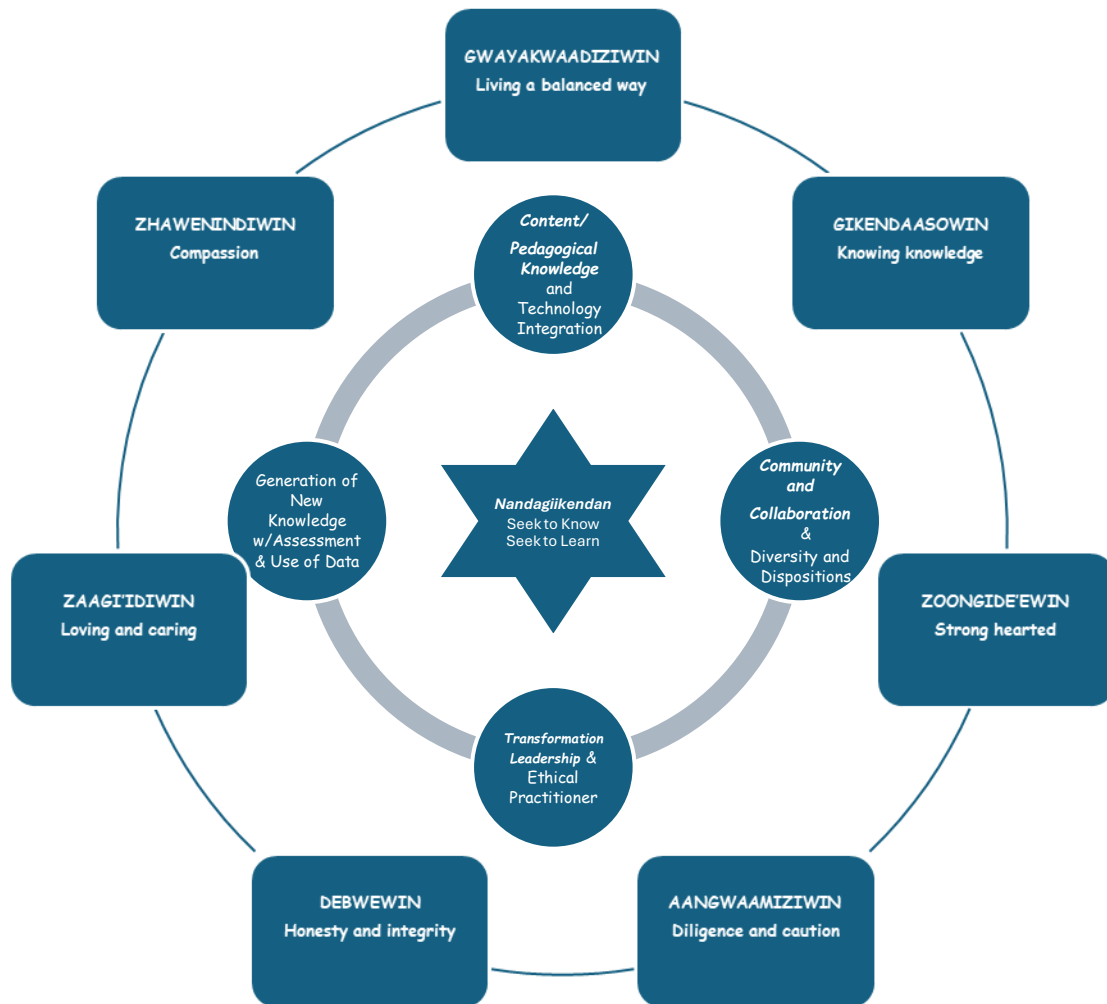 GWAYAKWAADIZIWIN
Living a balanced way
ZHAWENINDIWIN
Compassion
GIKENDAASOWIN
Knowing knowledge
Content/
Pedagogical
Knowledge
and
Technology
Integration
Generation of
New
Knowledge
w/Assessment
& Use of Data
Nandagiikendan
Seek to Know
Seek to Learn
Community
and
Collaboration
&
Diversity and
Dispositions
ZAAGI'IDIWIN
Loving and caring
ZOONGIDE'EWIN
Strong hearted
Transformation
Leadership &
Ethical
Practitioner
DEBWEWIN
Honesty and integrity
AANGWAAMIZIWIN
Diligence and caution